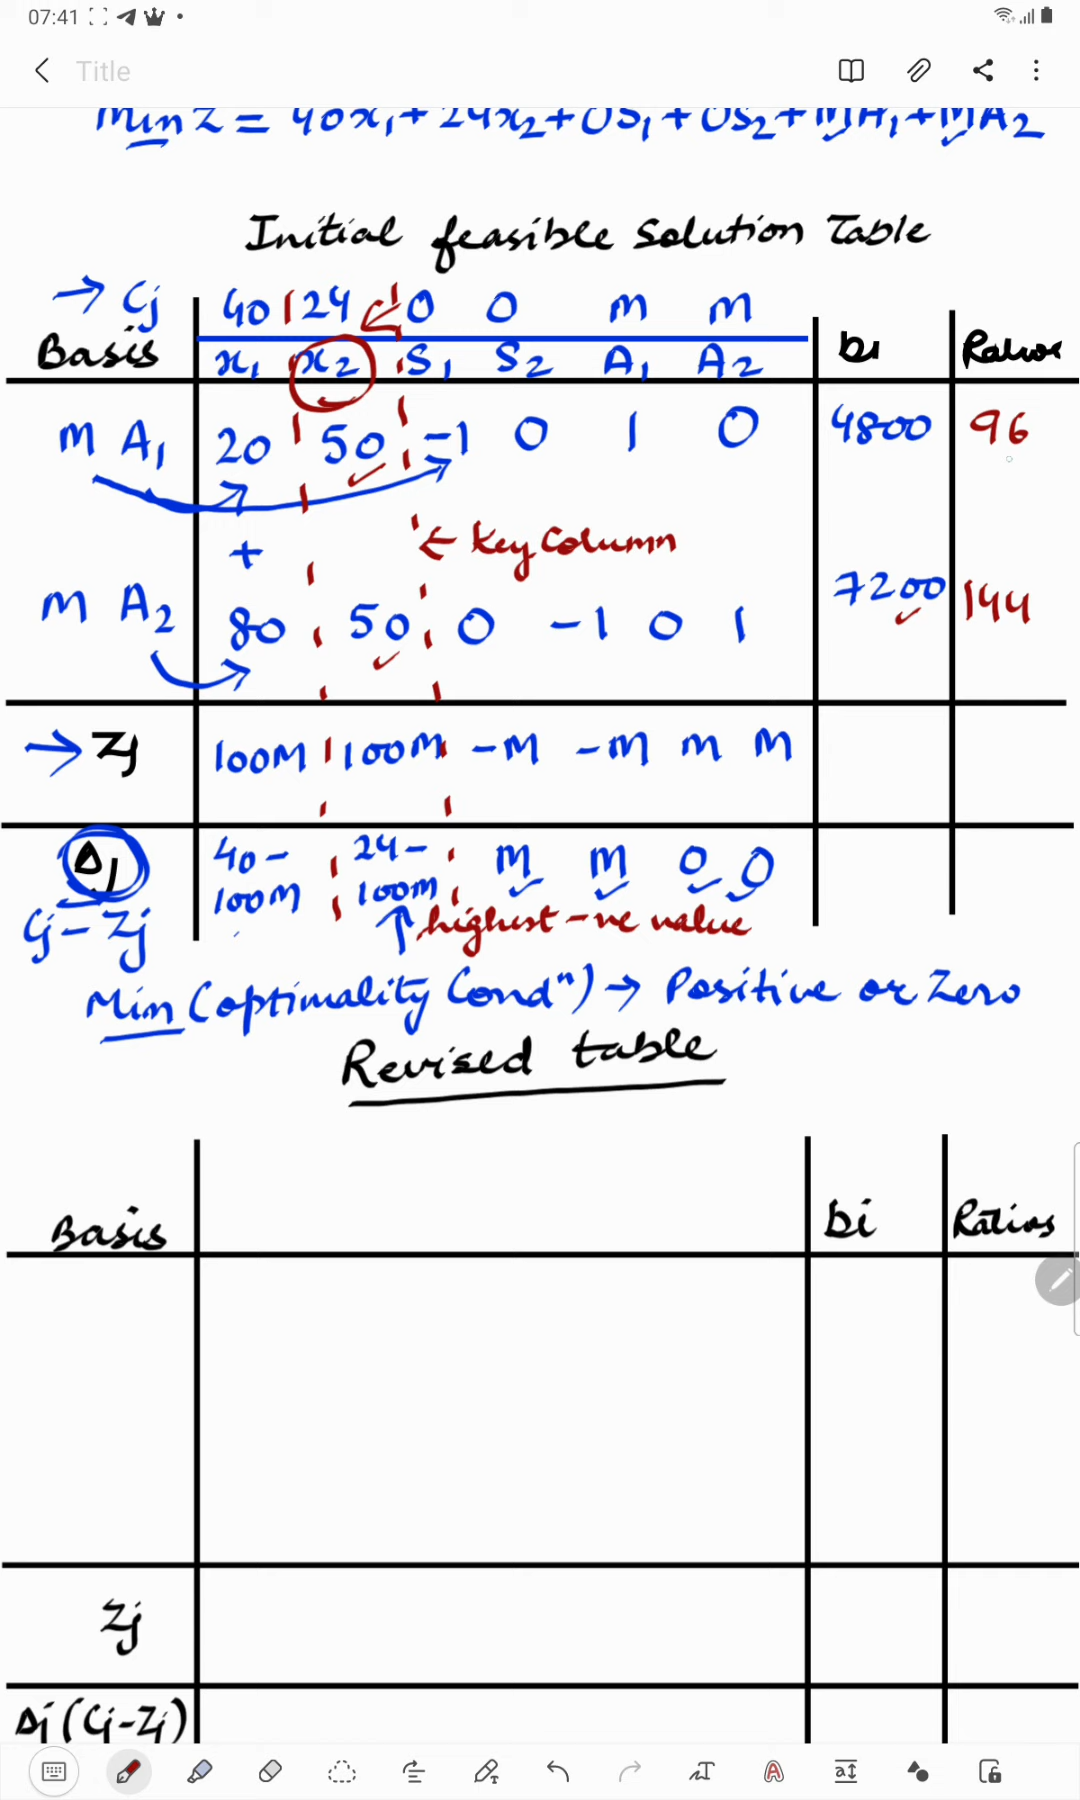 07:41
Title
Min Z = 40x₁ + 24x₂ + 0S₁ + 0S₂ + MA₁ + MA₂
Initial feasible Solution Table
→ Cj 40 24 0 0 M M
Basis x₁ x₂ S₁ S₂ A₁ A₂ bi Ratios
M A₁ 20 50 -1 0 1 0 4800 96
+ ← Key Column
M A₂ 80 50 0 -1 0 1 7200 144
→ Zj 100M 100M -M -M M M
Δj 40-100M 24-100M M M 0 0
Cj - Zj ↑ highest -ve value
Min (optimality Condⁿ) → Positive or Zero
Revised table
Basis bi Ratios
Zj
Δj (Cj-Zj)